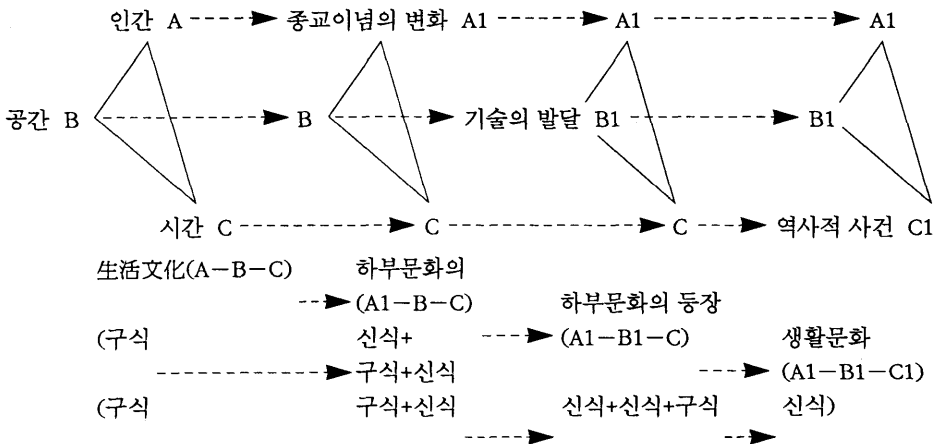 인간 A 종교이념의 변화 A1 A1 A1
공간 B B 기술의 발달 B1 B1
시간 C C C 역사적 사건 C1
生活文化(A-B-C) 하부문화의
(A1-B-C) 하부문화의 등장
(구식 신식+ (A1-B1-C) 생활문화
구식+신식 (A1-B1-C1)
(구식 구식+신식 신식+신식+구식 신식)